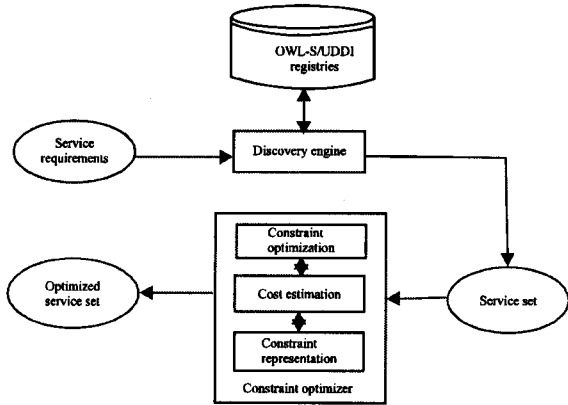 OWL-S/UDDI
registries
Service
requirements
Discovery engine
Constraint
optimization
Optimized
service set
Cost estimation
Service set
Constraint
representation
Constraint optimizer